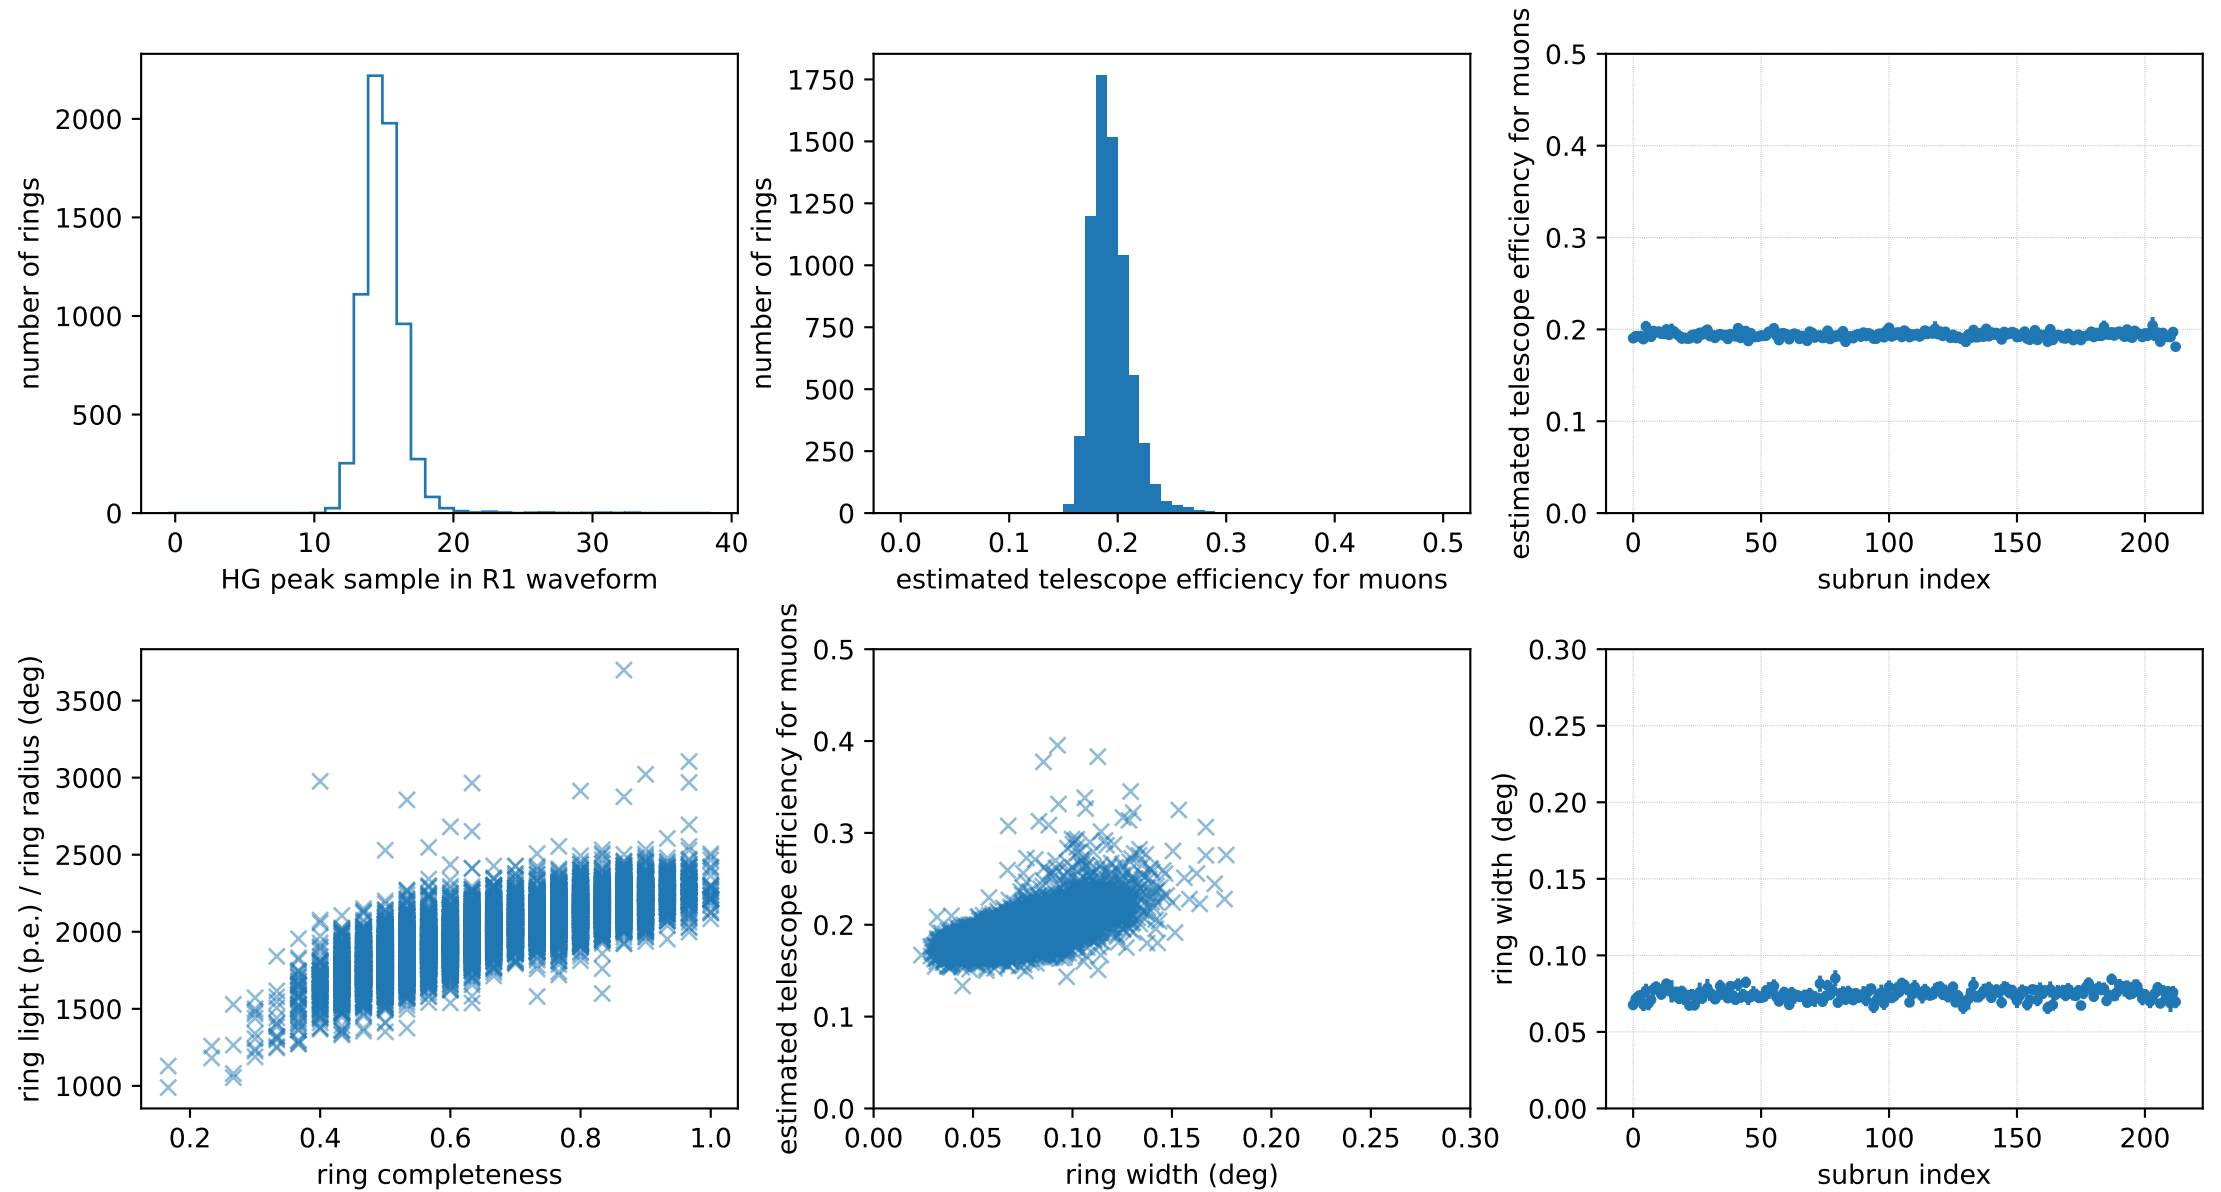 number of rings
2000
1500
1000
500
0
0 10 20 30 40
HG peak sample in R1 waveform
number of rings
1750
1500
1250
1000
750
500
250
0
0.0 0.1 0.2 0.3 0.4 0.5
estimated telescope efficiency for muons
estimated telescope efficiency for muons
0.5
0.4
0.3
0.2
0.1
0.0
0 50 100 150 200
subrun index
ring light (p.e.) / ring radius (deg)
3500
3000
2500
2000
1500
1000
0.2 0.4 0.6 0.8 1.0
ring completeness
estimated telescope efficiency for muons
0.5
0.4
0.3
0.2
0.1
0.0
0.00 0.05 0.10 0.15 0.20 0.25 0.30
ring width (deg)
ring width (deg)
0.30
0.25
0.20
0.15
0.10
0.05
0.00
0 50 100 150 200
subrun index